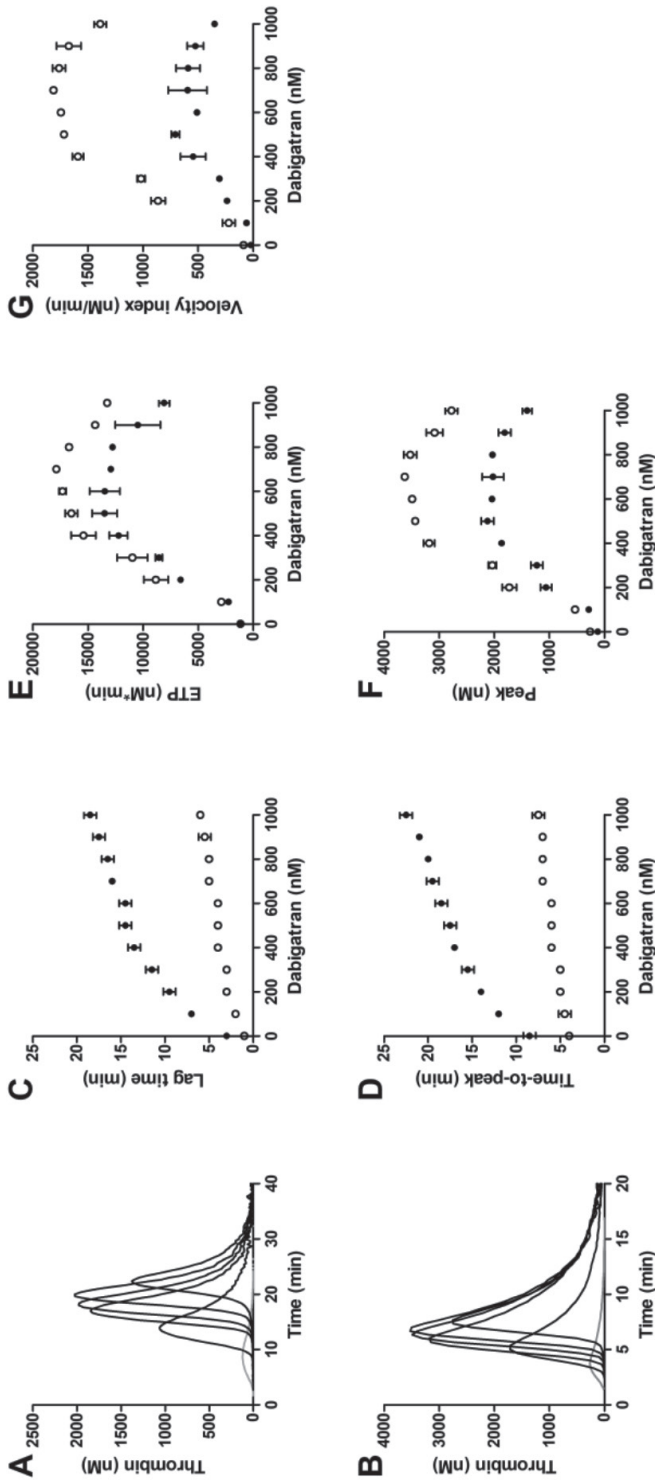 A
Thrombin (nM)
2500
2000
1500
1000
500
0
0 10 20 30 40
Time (min)
B
Thrombin (nM)
4000
3000
2000
1000
0
0 5 10 15 20
Time (min)
C
Lag time (min)
25
20
15
10
5
0
0 200 400 600 800 1000
Dabigatran (nM)
D
Time-to-peak (min)
25
20
15
10
5
0
0 200 400 600 800 1000
Dabigatran (nM)
E
ETP (nM*min)
20000
15000
10000
5000
0
0 200 400 600 800 1000
Dabigatran (nM)
F
Peak (nM)
4000
3000
2000
1000
0
0 200 400 600 800 1000
Dabigatran (nM)
G
Velocity index (nM/min)
2000
1500
1000
500
0
0 200 400 600 800 1000
Dabigatran (nM)